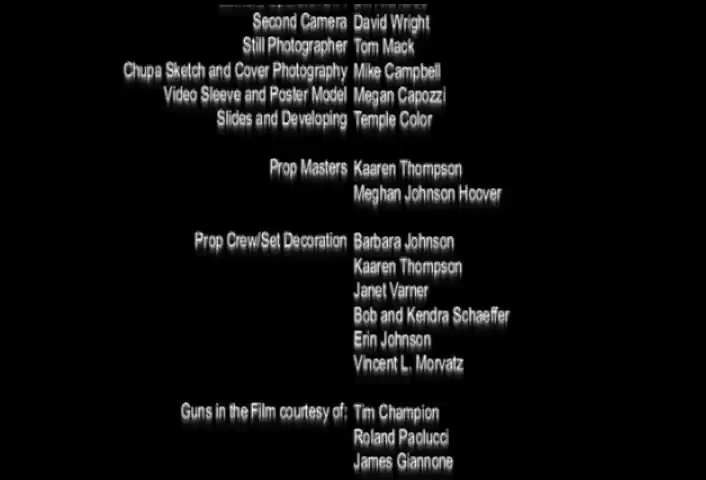 Second Camera David Wright
Still Photographer Tom Mack
Chupa Sketch and Cover Photography Mike Campbell
Video Sleeve and Poster Model Megan Capozzi
Slides and Developing Temple Color
Prop Masters Kaaren Thompson
Meghan Johnson Hoover
Prop Crew/Set Decoration Barbara Johnson
Kaaren Thompson
Janet Varner
Bob and Kendra Schaeffer
Erin Johnson
Vincent L. Morvatz
Guns in the Film courtesy of: Tim Champion
Roland Paolucci
James Giannone